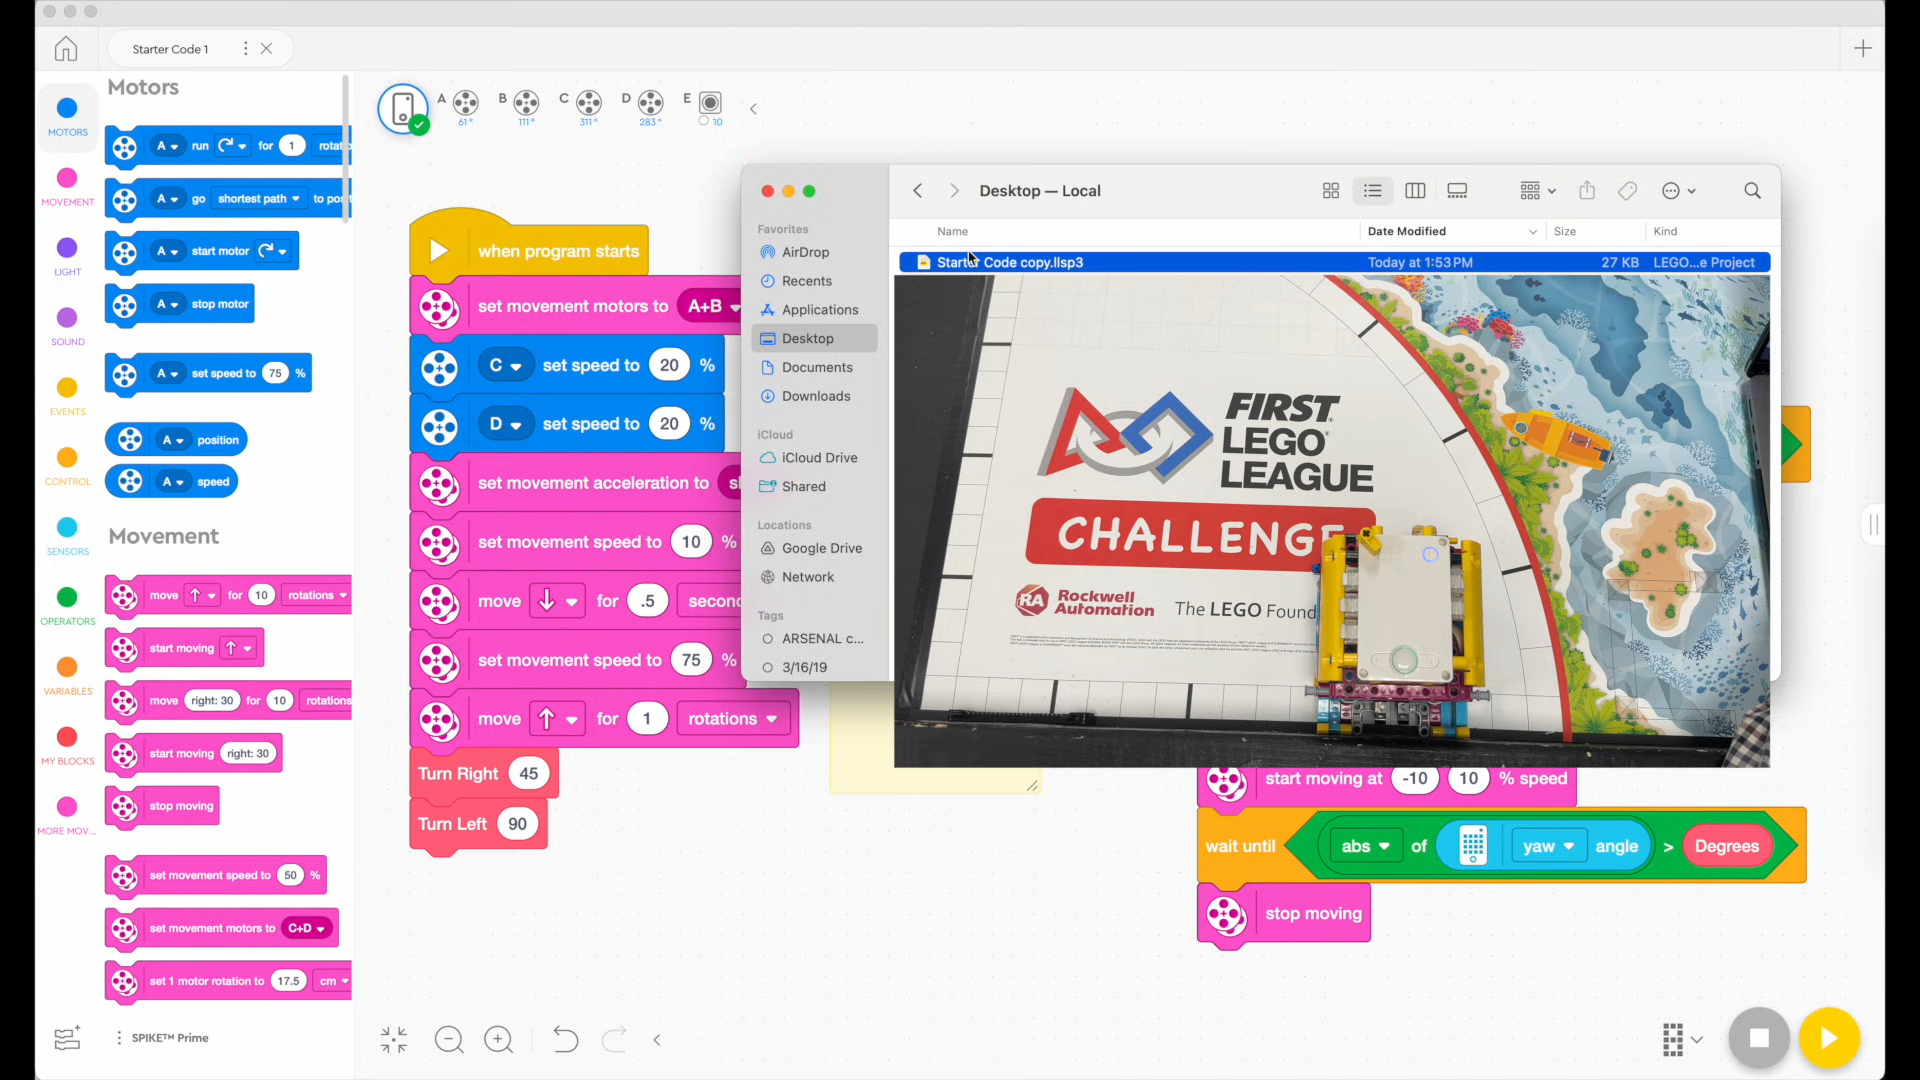 Starter Code 1
Motors
MOTORS
MOVEMENT
LIGHT
SOUND
EVENTS
CONTROL
SENSORS
OPERATORS
VARIABLES
MY BLOCKS
MORE MOV...
A run for 1
A go shortest path
A start motor
A stop motor
A set speed to 75 %
A position
A speed
Movement
move for 10 rotations
start moving
move right: 30 for 10 rotations
start moving right: 30
stop moving
set movement speed to 50 %
set movement motors to C+D
set 1 motor rotation to 17.5 cm
SPIKE™ Prime
A 61°
B 111°
C 311°
D 283°
E 10
when program starts
set movement motors to A+B
C set speed to 20 %
D set speed to 20 %
set movement acceleration to
set movement speed to 10 %
move for .5
set movement speed to 75 %
move for 1 rotations
Turn Right 45
Turn Left 90
Desktop — Local
Favorites
AirDrop
Recents
Applications
Desktop
Documents
Downloads
iCloud
iCloud Drive
Shared
Locations
Google Drive
Network
Tags
ARSENAL c...
3/16/19
Name Date Modified Size Kind
Starter Code copy.llsp3 Today at 1:53 PM 27 KB LEGO...e Project
FIRST
LEGO
LEAGUE
CHALLENGE
RA Rockwell
Automation
The LEGO Found
start moving at -10 10 % speed
wait until abs of yaw angle > Degrees
stop moving